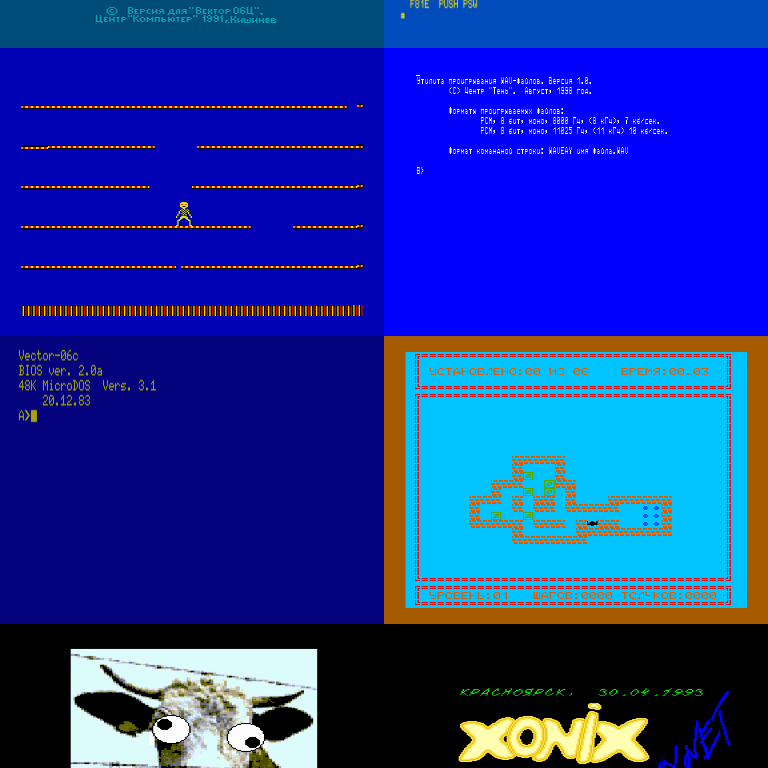 © Версия для "Вектор 06Ц".
Центр "Компьютер" 1991, Кишинев
F81E PUSH PSW
Утилита проигрывания WAV-файлов. Версия 1.0.
(C) Центр "Тень". Август, 1998 год.
Форматы проигрываемых файлов:
PCM, 8 бит, моно, 8000 Гц, (8 кГц), 7 кб/сек.
PCM, 8 бит, моно, 11025 Гц, (11 кГц) 10 кб/сек.
Формат командной строки: WAVEAY имя файла.WAV
B>
Vector-06c
BIOS ver. 2.0a
48K MicroDOS Vers. 3.1
20.12.83
A>
УСТАНОВЛЕНО:00 ИЗ 06 ВРЕМЯ:00.03
УРОВЕНЬ:01 ШАГОВ:0000 ТОЛЧКОВ:0000
КРАСНОЯРСК, 30.04.1993
XONIX